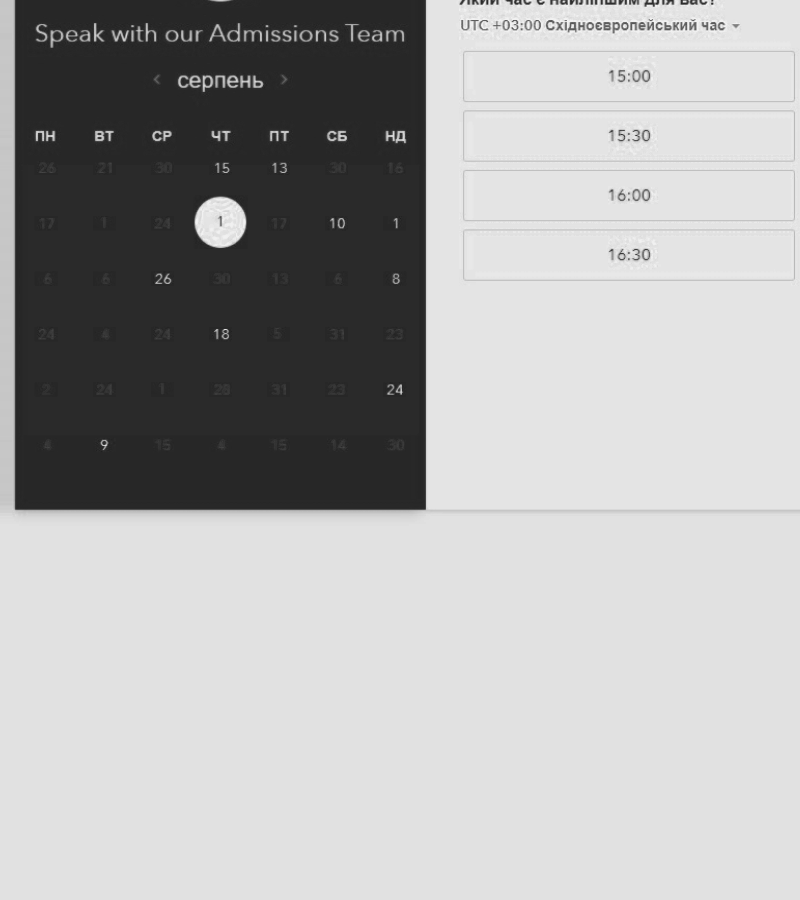 Який час є найліпшим для вас?
Speak with our Admissions Team
UTC +03:00 Східноєвропейський час
серпень
15:00
15:30
16:00
16:30
ПН ВТ СР ЧТ ПТ СБ НД
26 21 30 15 13 30 16
17 1 24 1 17 10 1
6 6 26 30 13 6 8
24 4 24 18 5 31 23
2 24 1 28 31 23 24
4 9 15 4 15 14 30